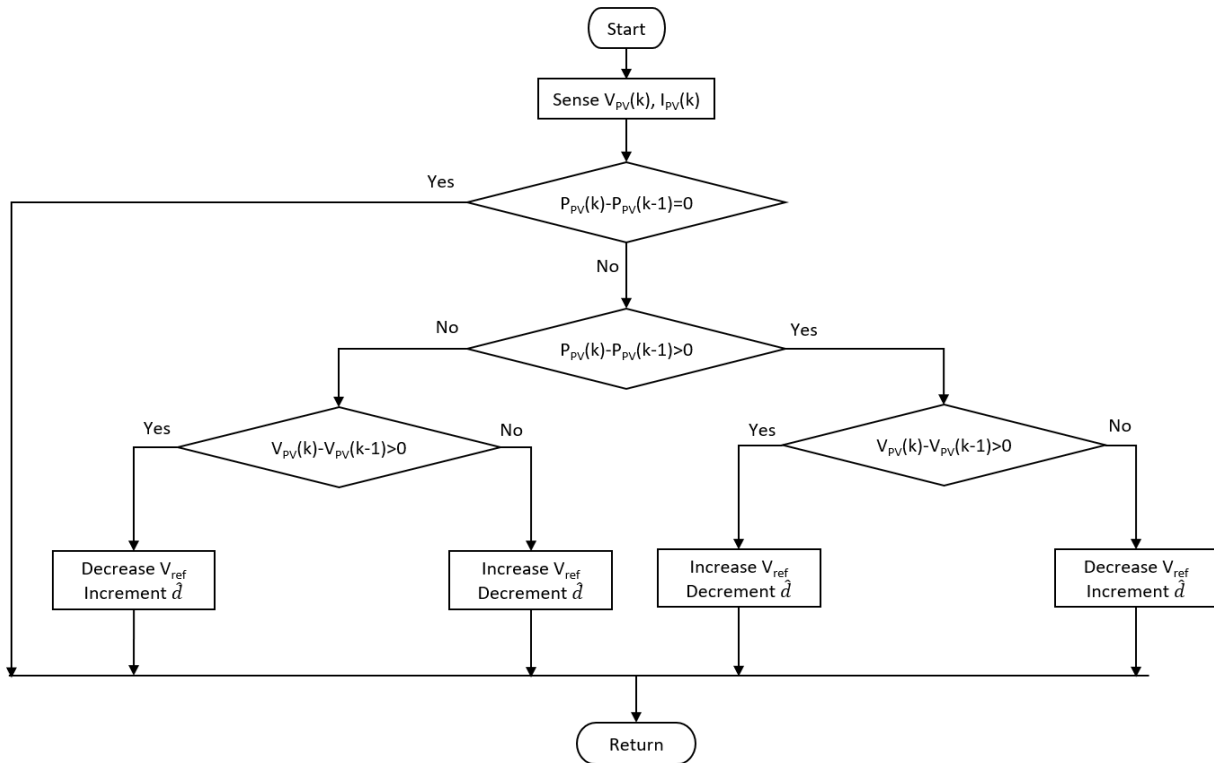 Start
Sense V_PV(k), I_PV(k)
Yes
P_PV(k)-P_PV(k-1)=0
No
No
Yes
P_PV(k)-P_PV(k-1)>0
Yes
No
V_PV(k)-V_PV(k-1)>0
Yes
No
V_PV(k)-V_PV(k-1)>0
Decrease V_ref
Increment d̂
Increase V_ref
Decrement d̂
Increase V_ref
Decrement d̂
Decrease V_ref
Increment d̂
Return